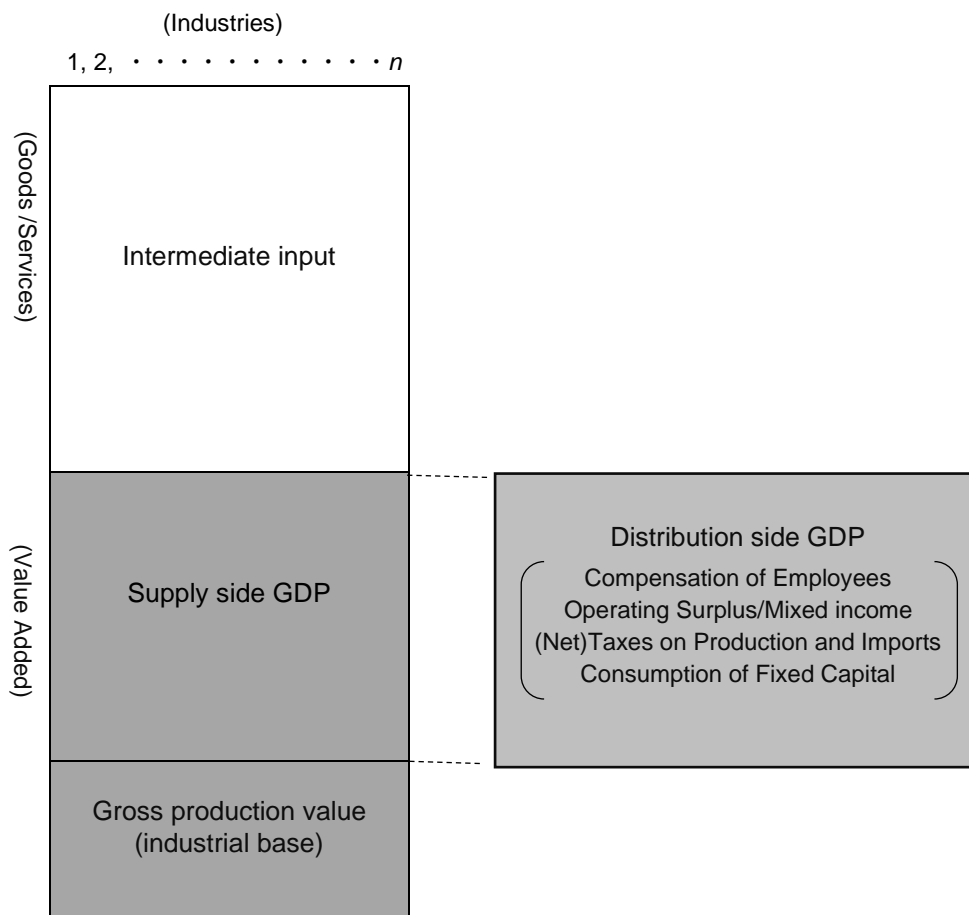 (Industries)
1, 2, ・・・・・・・・・・・ n
(Goods /Services)
Intermediate input
(Value Added)
Supply side GDP
Distribution side GDP
Compensation of Employees
Operating Surplus/Mixed income
(Net)Taxes on Production and Imports
Consumption of Fixed Capital
Gross production value
(industrial base)